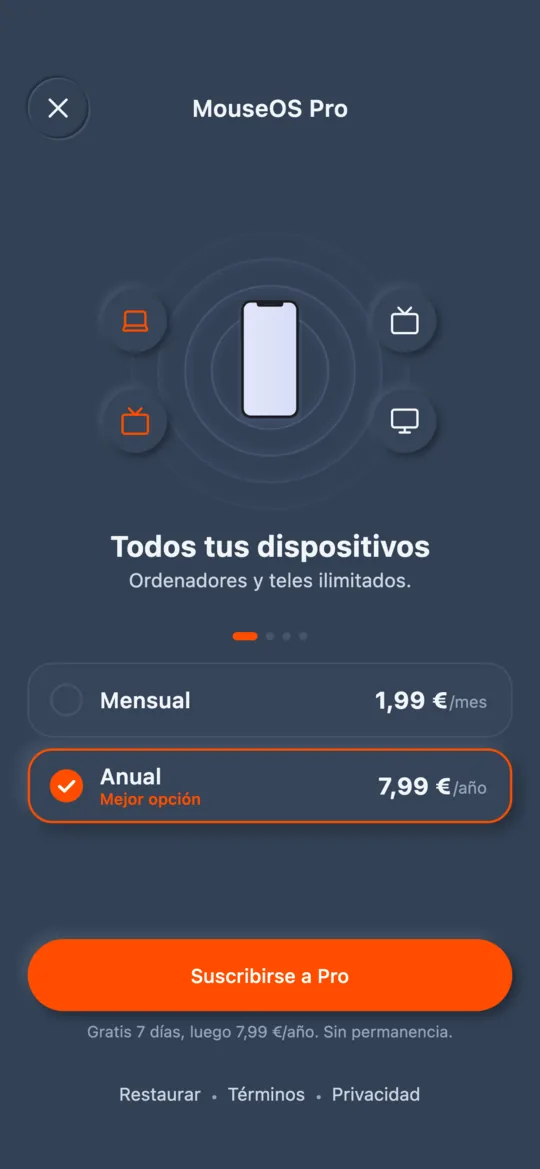 MouseOS Pro
Todos tus dispositivos
Ordenadores y teles ilimitados.
Mensual
1,99 €/mes
Anual
Mejor opción
7,99 €/año
Suscribirse a Pro
Gratis 7 días, luego 7,99 €/año. Sin permanencia.
Restaurar • Términos • Privacidad